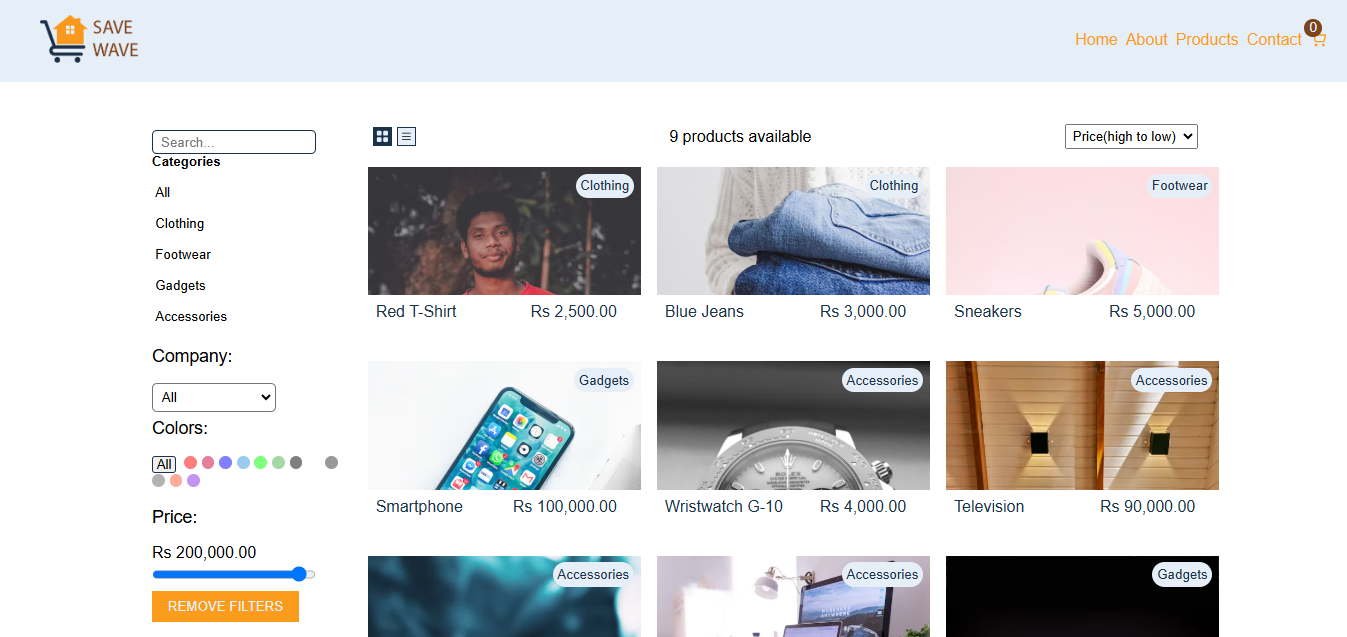 SAVE
WAVE
Home About Products Contact 0
Search...
9 products available
Price(high to low)
Categories
All
Clothing
Footwear
Gadgets
Accessories
Company:
All
Colors:
All
Price:
Rs 200,000.00
REMOVE FILTERS
Clothing
Red T-Shirt Rs 2,500.00
Clothing
Blue Jeans Rs 3,000.00
Footwear
Sneakers Rs 5,000.00
Gadgets
Smartphone Rs 100,000.00
Accessories
ROLEX
Wristwatch G-10 Rs 4,000.00
Accessories
Television Rs 90,000.00
Accessories
Accessories
Gadgets